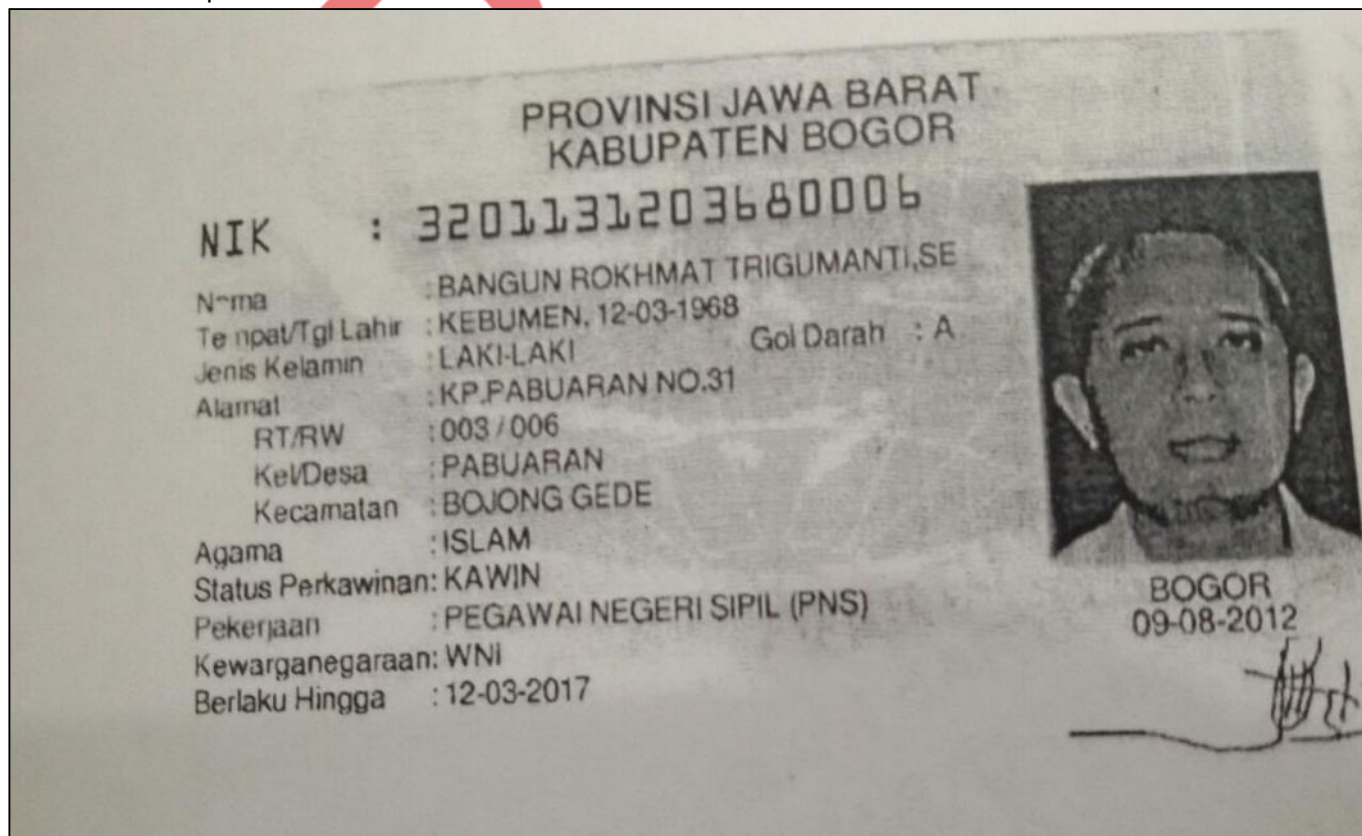 PROVINSI JAWA BARAT
KABUPATEN BOGOR
NIK : 3201131203680006
Nama : BANGUN ROKHMAT TRIGUMANTI,SE
Tempat/Tgl Lahir : KEBUMEN, 12-03-1968
Jenis Kelamin : LAKI-LAKI Gol Darah : A
Alamat : KP.PABUARAN NO.31
RT/RW : 003/006
Kel/Desa : PABUARAN
Kecamatan : BOJONG GEDE
Agama : ISLAM
Status Perkawinan: KAWIN
Pekerjaan : PEGAWAI NEGERI SIPIL (PNS)
Kewarganegaraan: WNI
Berlaku Hingga : 12-03-2017
BOGOR
09-08-2012